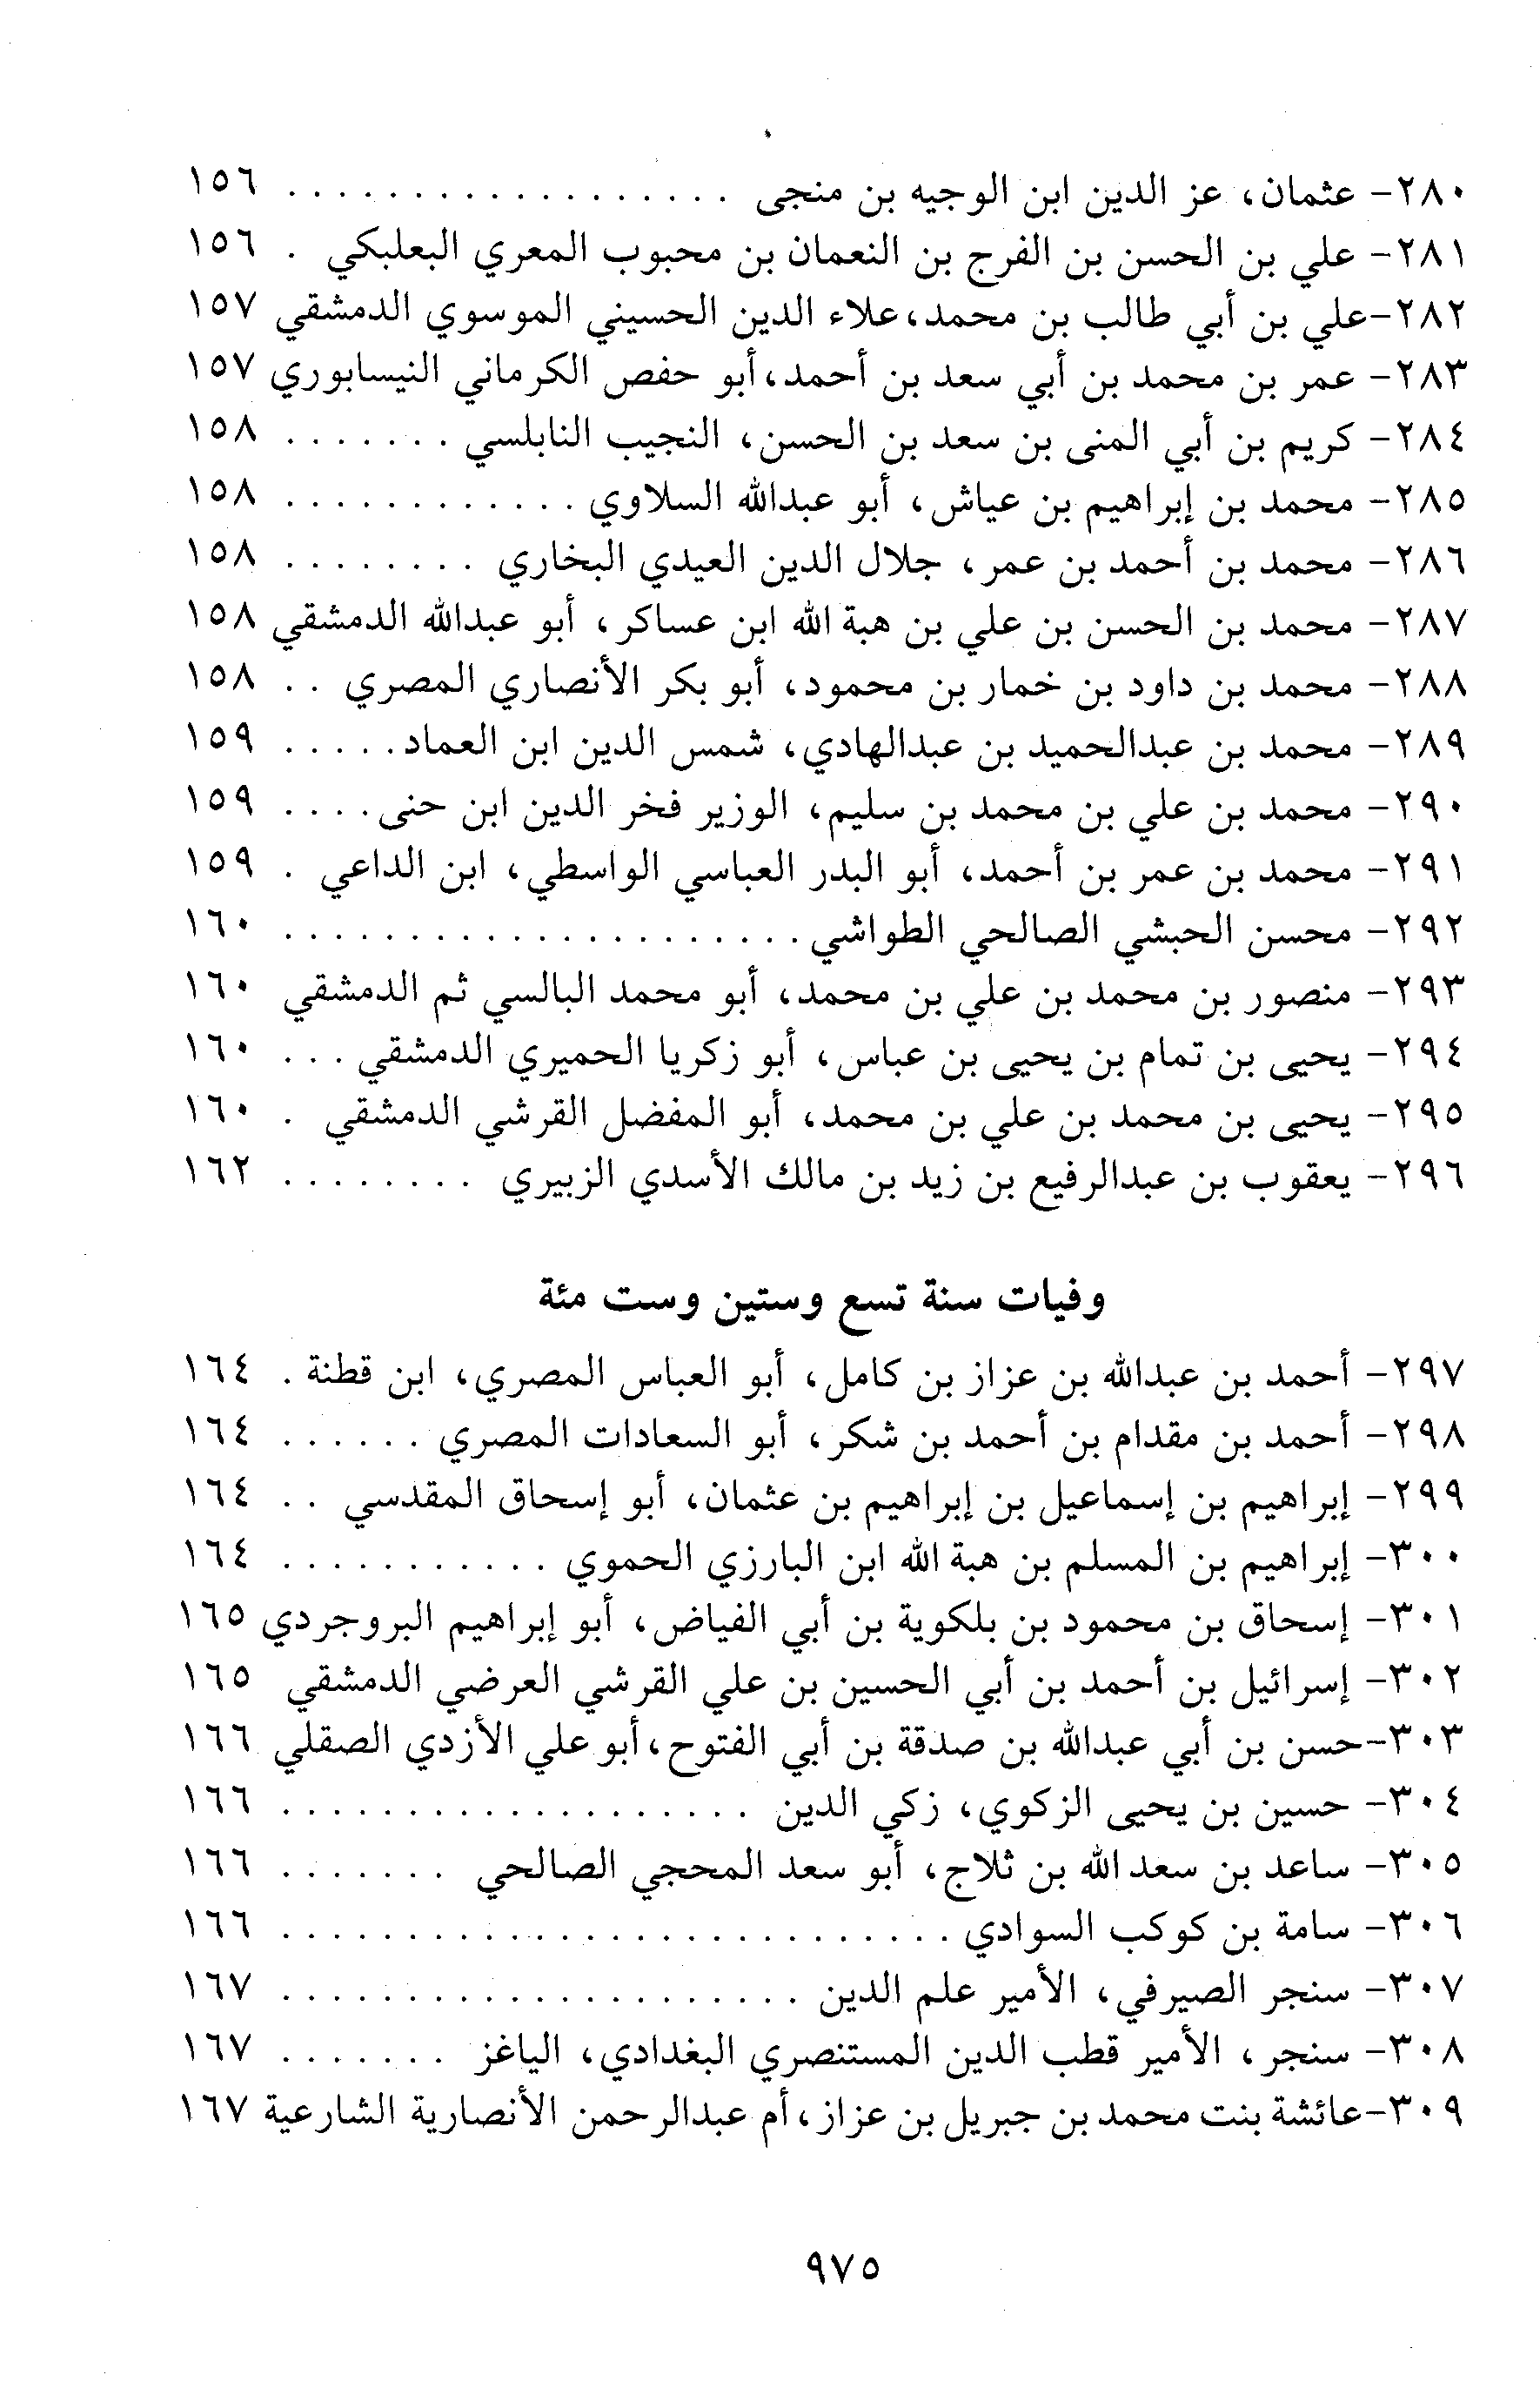 ٢٨٠- عثمان، عز الدين ابن الوجيه بن منجى . . . . . . . . . . . . . . . . . . ١٥٦
٢٨١- علي بن الحسن بن الفرج بن النعمان بن محبوب المعري البعلبكي . ١٥٦
٢٨٢-علي بن أبي طالب بن محمد،علاء الدين الحسيني الموسوي الدمشقي ١٥٧
٢٨٣- عمر بن محمد بن أبي سعد بن أحمد،أبو حفص الكرماني النيسابوري ١٥٧
٢٨٤- كريم بن أبي المنى بن سعد بن الحسن، النجيب النابلسي . . . . . . . ١٥٨
٢٨٥- محمد بن إبراهيم بن عياش، أبو عبدالله السلاوي . . . . . . . . . . . . ١٥٨
٢٨٦- محمد بن أحمد بن عمر، جلال الدين العيدي البخاري . . . . . . . . ١٥٨
٢٨٧- محمد بن الحسن بن علي بن هبة الله ابن عساكر، أبو عبدالله الدمشقي ١٥٨
٢٨٨- محمد بن داود بن خمار بن محمود، أبو بكر الأنصاري المصري . . ١٥٨
٢٨٩- محمد بن عبدالحميد بن عبدالهادي، شمس الدين ابن العماد. . . . . ١٥٩
٢٩٠- محمد بن علي بن محمد بن سليم، الوزير فخر الدين ابن حنى. . . . ١٥٩
٢٩١- محمد بن عمر بن أحمد، أبو البدر العباسي الواسطي، ابن الداعي . ١٥٩
٢٩٢- محسن الحبشي الصالحي الطواشي. . . . . . . . . . . . . . . . . . . . . ١٦٠
٢٩٣- منصور بن محمد بن علي بن محمد، أبو محمد البالسي ثم الدمشقي ١٦٠
٢٩٤- يحيى بن تمام بن يحيى بن عباس، أبو زكريا الحميري الدمشقي . . . ١٦٠
٢٩٥- يحيى بن محمد بن علي بن محمد، أبو المفضل القرشي الدمشقي . ١٦٠
٢٩٦- يعقوب بن عبدالرفيع بن زيد بن مالك الأسدي الزبيري . . . . . . . . ١٦٢
وفيات سنة تسع وستين وست مئة
٢٩٧- أحمد بن عبدالله بن عزاز بن كامل، أبو العباس المصري، ابن قطنة . ١٦٤
٢٩٨- أحمد بن مقدام بن أحمد بن شكر، أبو السعادات المصري . . . . . . ١٦٤
٢٩٩- إبراهيم بن إسماعيل بن إبراهيم بن عثمان، أبو إسحاق المقدسي . . ١٦٤
٣٠٠- إبراهيم بن المسلم بن هبة الله ابن البارزي الحموي . . . . . . . . . . . ١٦٤
٣٠١- إسحاق بن محمود بن بلكوية بن أبي الفياض، أبو إبراهيم البروجردي ١٦٥
٣٠٢- إسرائيل بن أحمد بن أبي الحسين بن علي القرشي العرضي الدمشقي ١٦٥
٣٠٣-حسن بن أبي عبدالله بن صدقة بن أبي الفتوح،أبو علي الأزدي الصقلي ١٦٦
٣٠٤- حسين بن يحيى الزكوي، زكي الدين . . . . . . . . . . . . . . . . . . . ١٦٦
٣٠٥- ساعد بن سعد الله بن ثلاج، أبو سعد المحجي الصالحي . . . . . . . ١٦٦
٣٠٦- سامة بن كوكب السوادي . . . . . . . . . . . . . . . . . . . . . . . . . . . ١٦٦
٣٠٧- سنجر الصيرفي، الأمير علم الدين . . . . . . . . . . . . . . . . . . . . . ١٦٧
٣٠٨- سنجر، الأمير قطب الدين المستنصري البغدادي، الياغز . . . . . . . ١٦٧
٣٠٩-عائشة بنت محمد بن جبريل بن عزاز،أم عبدالرحمن الأنصارية الشارعية ١٦٧
٩٧٥